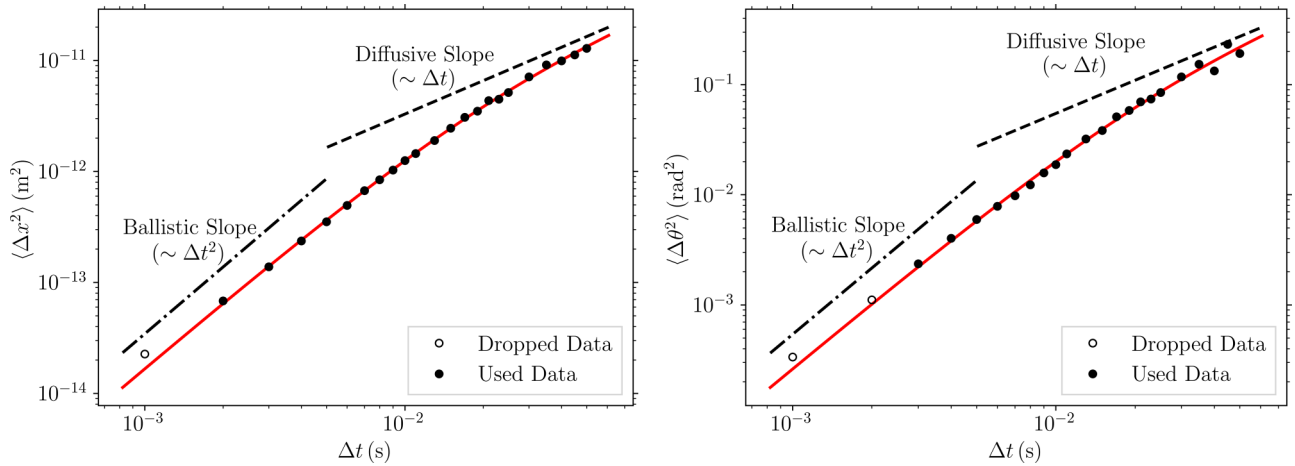 10⁻¹¹
10⁻¹²
10⁻¹³
10⁻¹⁴
⟨Δx²⟩ (m²)
Diffusive Slope
(∼ Δt)
Ballistic Slope
(∼ Δt²)
Dropped Data
Used Data
10⁻³
10⁻²
Δt (s)
10⁻¹
10⁻²
10⁻³
⟨Δθ²⟩ (rad²)
Diffusive Slope
(∼ Δt)
Ballistic Slope
(∼ Δt²)
Dropped Data
Used Data
10⁻³
10⁻²
Δt (s)